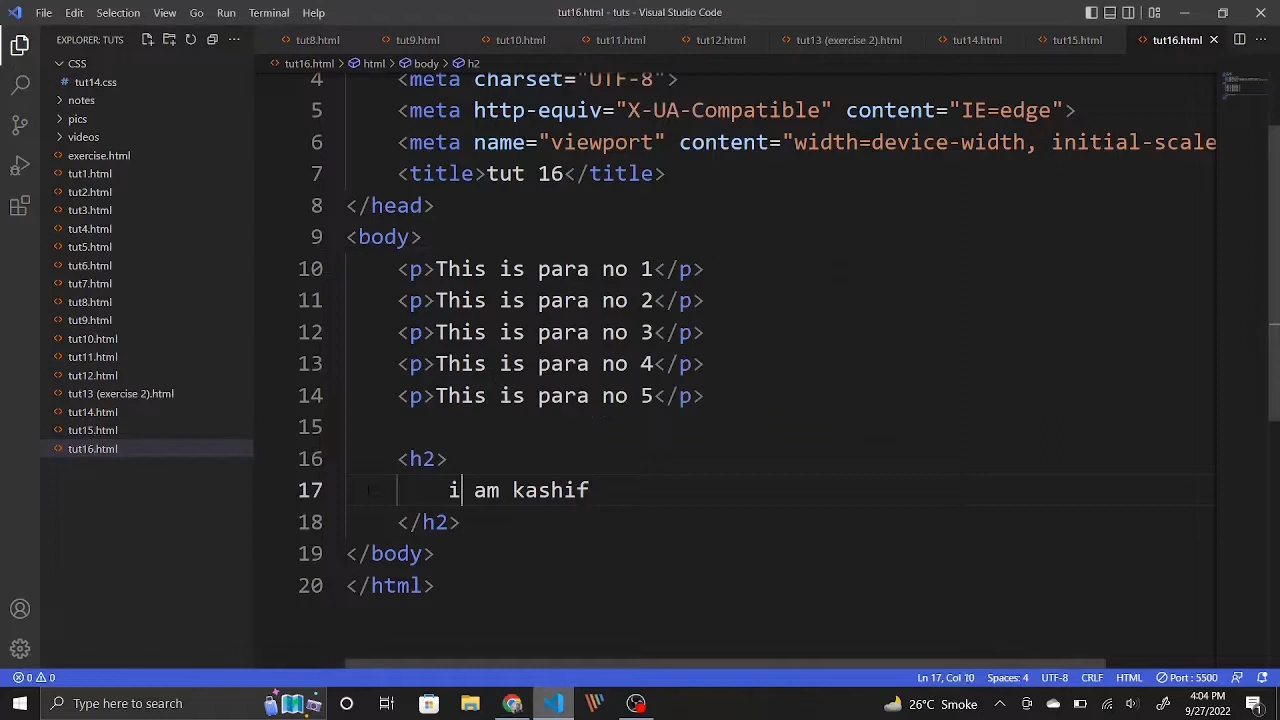 File Edit Selection View Go Run Terminal Help tut16.html - tuts - Visual Studio Code
EXPLORER: TUTS
tut8.html tut9.html tut10.html tut11.html tut12.html tut13 (exercise 2).html tut14.html tut15.html tut16.html
tut16.html > html > body > h2
CSS
tut14.css
notes
pics
videos
exercise.html
tut1.html
tut2.html
tut3.html
tut4.html
tut5.html
tut6.html
tut7.html
tut8.html
tut9.html
tut10.html
tut11.html
tut12.html
tut13 (exercise 2).html
tut14.html
tut15.html
tut16.html
4 <meta charset="UTF-8">
5 <meta http-equiv="X-UA-Compatible" content="IE=edge">
6 <meta name="viewport" content="width=device-width, initial-scale
7 <title>tut 16</title>
8 </head>
9 <body>
10 <p>This is para no 1</p>
11 <p>This is para no 2</p>
12 <p>This is para no 3</p>
13 <p>This is para no 4</p>
14 <p>This is para no 5</p>
15
16 <h2>
17 i am kashif
18 </h2>
19 </body>
20 </html>
0 0 Ln 17, Col 10 Spaces: 4 UTF-8 CRLF HTML Port: 5500
Type here to search 26°C Smoke 4:04 PM
9/27/2022